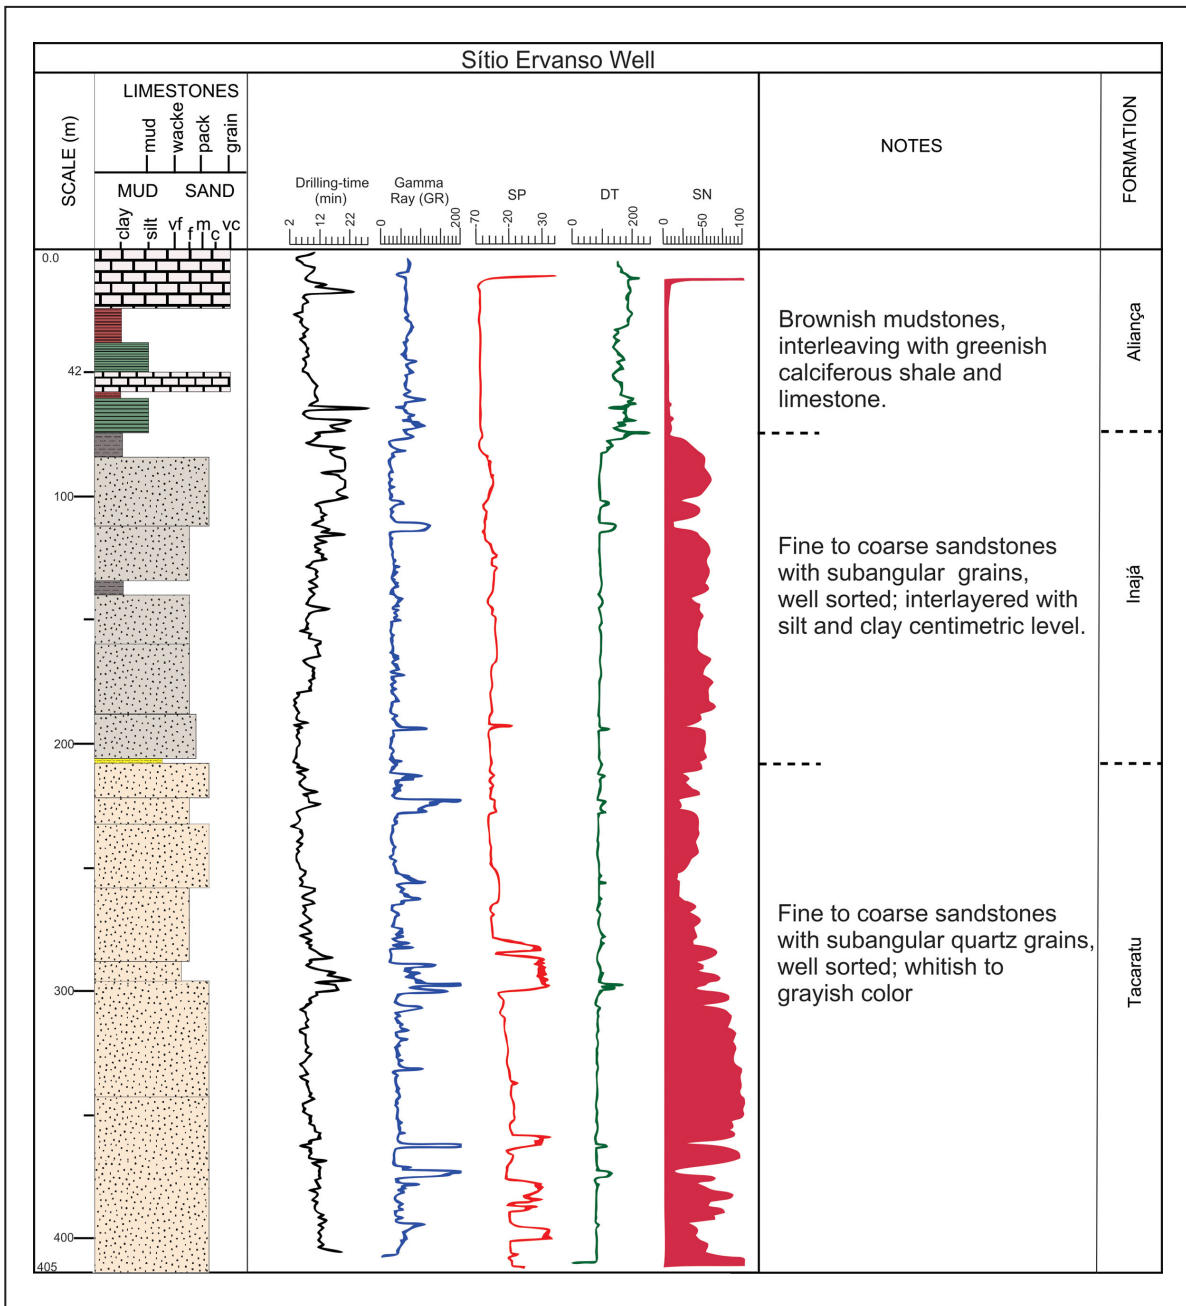 Sítio Ervanso Well
SCALE (m)
LIMESTONES
mud
wacke
pack
grain
MUD SAND
clay
silt
vf
f
m
c
vc
Drilling-time
(min)
2 12 22
Gamma
Ray (GR)
0 200
SP
-70 -20 30
DT
0 200
SN
0 50 100
NOTES
FORMATION
0.0
42
100
200
300
400
405
Brownish mudstones,
interleaving with greenish
calciferous shale and
limestone.
Aliança
Fine to coarse sandstones
with subangular grains,
well sorted; interlayered with
silt and clay centimetric level.
Inajá
Fine to coarse sandstones
with subangular quartz grains,
well sorted; whitish to
grayish color
Tacaratu